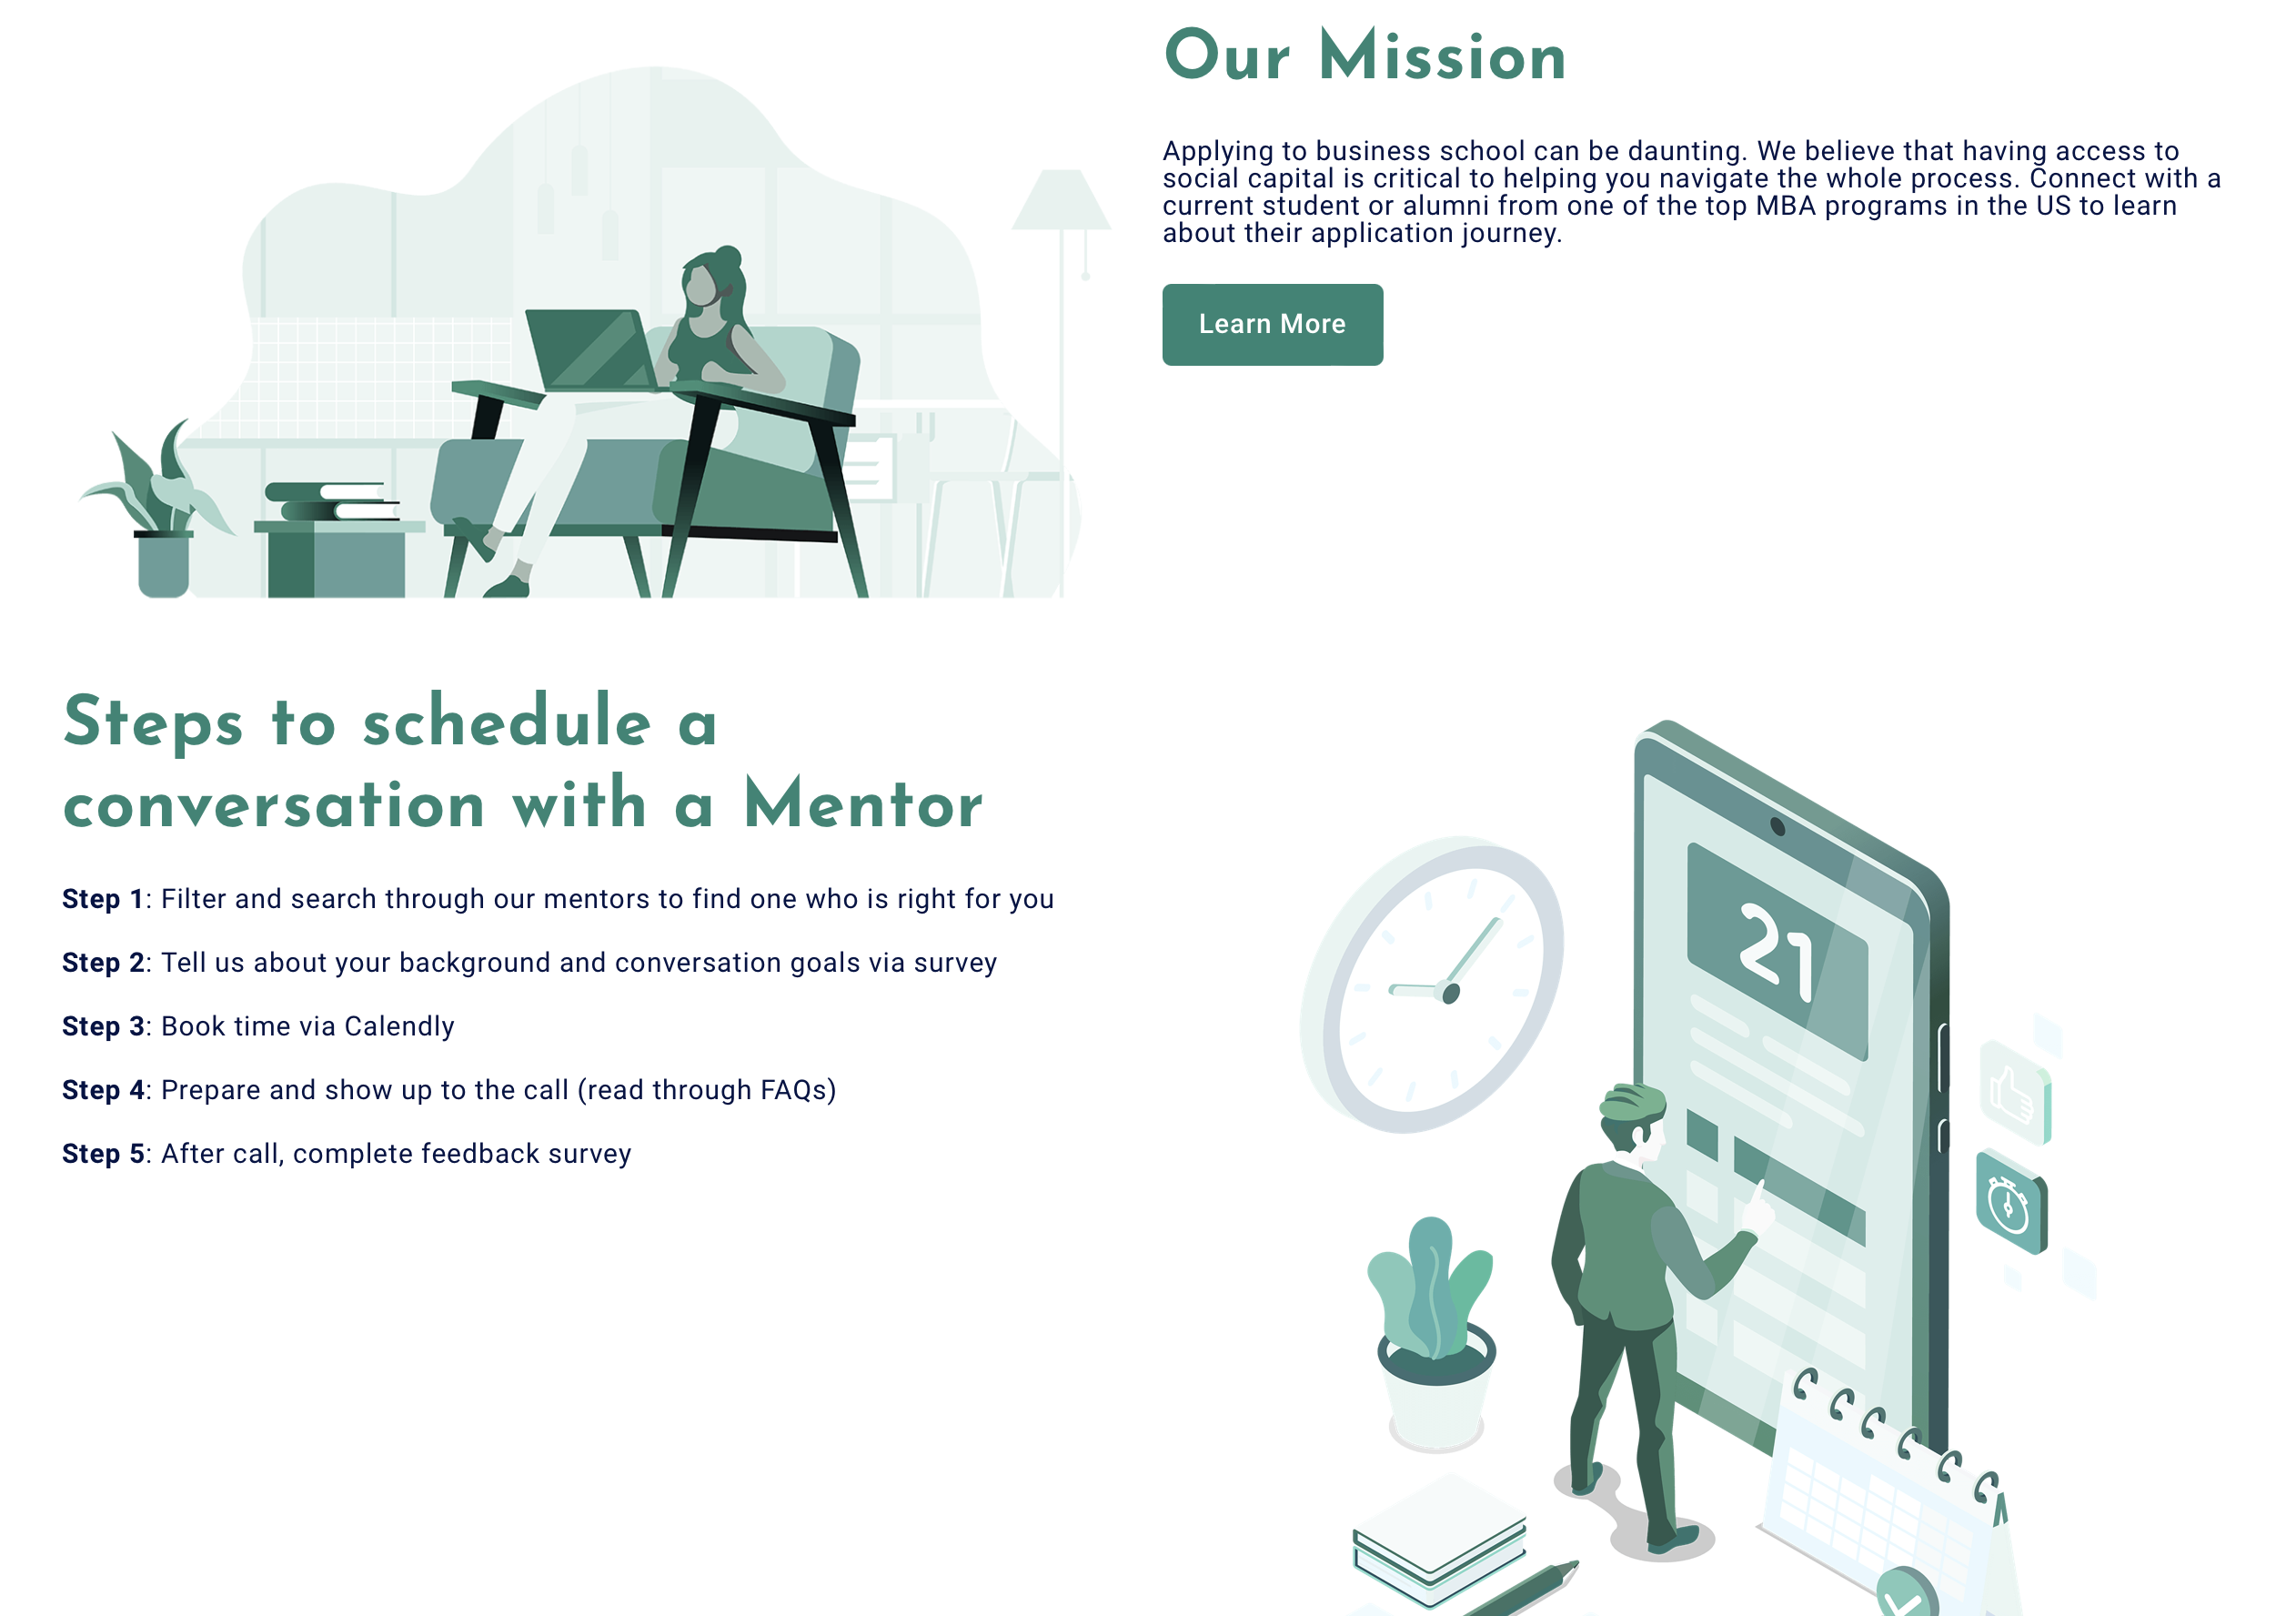 Our Mission
Applying to business school can be daunting. We believe that having access to
social capital is critical to helping you navigate the whole process. Connect with a
current student or alumni from one of the top MBA programs in the US to learn
about their application journey.
Learn More
Steps to schedule a
conversation with a Mentor
Step 1: Filter and search through our mentors to find one who is right for you
Step 2: Tell us about your background and conversation goals via survey
Step 3: Book time via Calendly
Step 4: Prepare and show up to the call (read through FAQs)
Step 5: After call, complete feedback survey
21